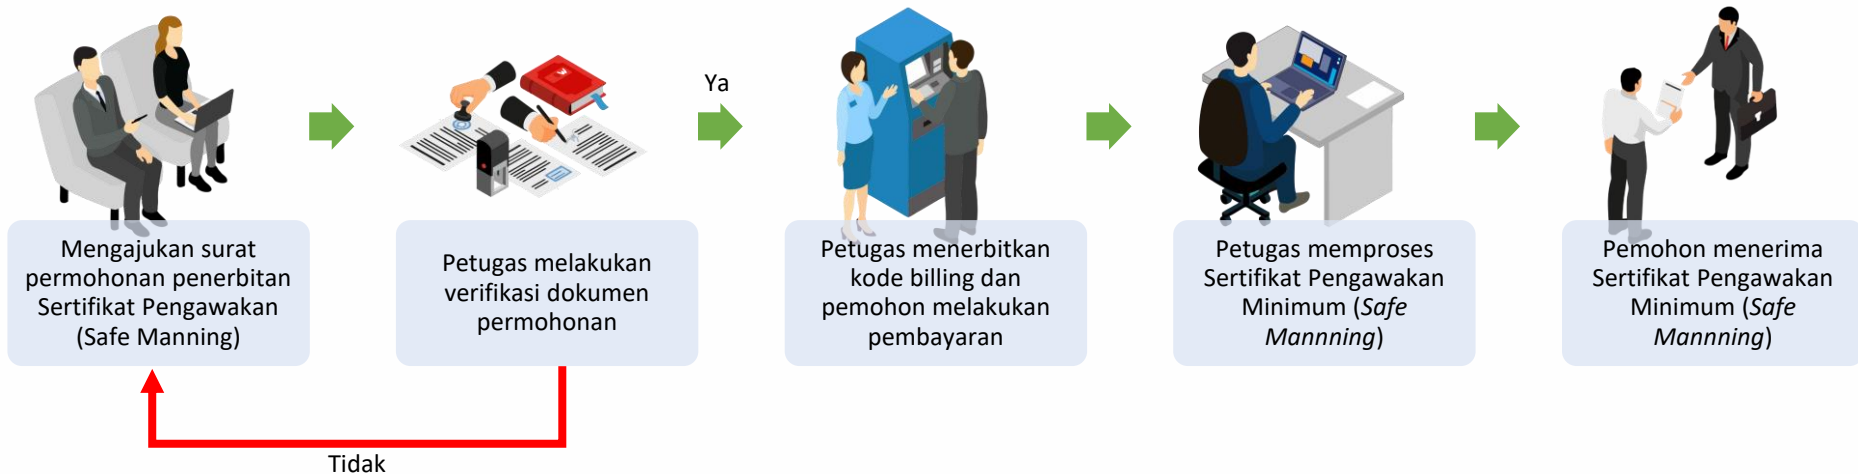 Ya
Mengajukan surat
permohonan penerbitan
Sertifikat Pengawakan
(Safe Manning)
Petugas melakukan
verifikasi dokumen
permohonan
Petugas menerbitkan
kode billing dan
pemohon melakukan
pembayaran
Petugas memproses
Sertifikat Pengawakan
Minimum (Safe
Mannning)
Pemohon menerima
Sertifikat Pengawakan
Minimum (Safe
Mannning)
Tidak